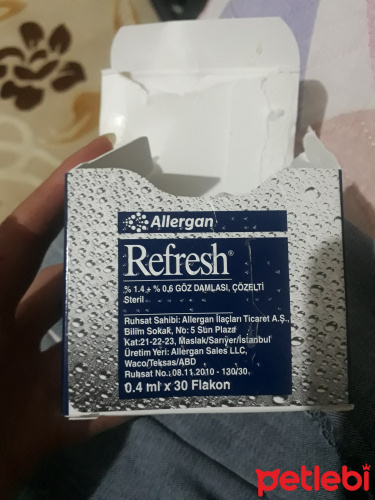 Allergan
Refresh®
% 1.4 + % 0,6 GÖZ DAMLASI, ÇÖZELTİ
Steril
Ruhsat Sahibi: Allergan İlaçları Ticaret A.Ş.,
Bilim Sokak, No: 5 Sun Plaza
Kat:21-22-23, Maslak/Sarıyer/İstanbul
Üretim Yeri: Allergan Sales LLC,
Waco/Teksas/ABD
Ruhsat No.: 08.11.2010 - 130/30
0.4 ml x 30 Flakon
petlebi